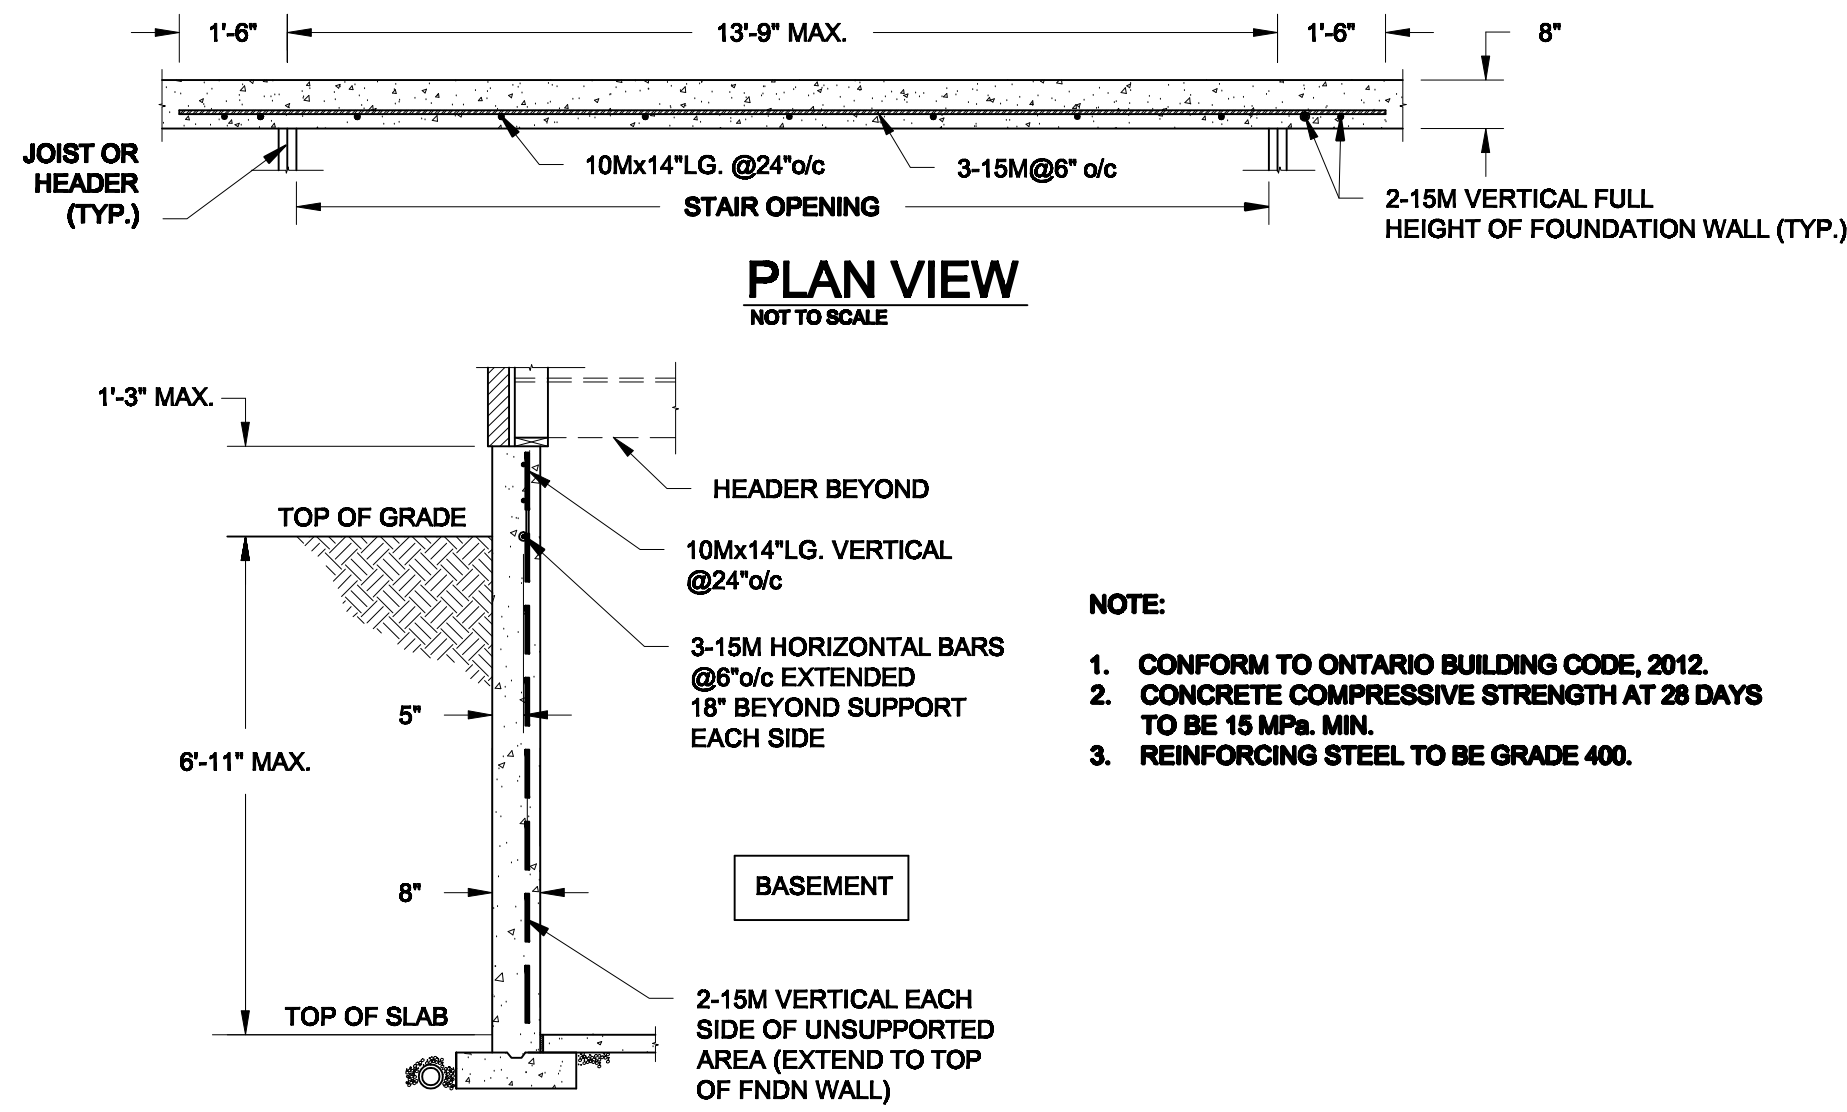 1'-6"
13'-9" MAX.
1'-6"
8"
JOIST OR
HEADER
(TYP.)
10Mx14"LG. @24"o/c
3-15M@6" o/c
STAIR OPENING
2-15M VERTICAL FULL
HEIGHT OF FOUNDATION WALL (TYP.)
PLAN VIEW
NOT TO SCALE
1'-3" MAX.
HEADER BEYOND
TOP OF GRADE
10Mx14"LG. VERTICAL
@24"o/c
3-15M HORIZONTAL BARS
@6"o/c EXTENDED
18" BEYOND SUPPORT
EACH SIDE
5"
6'-11" MAX.
8"
BASEMENT
TOP OF SLAB
2-15M VERTICAL EACH
SIDE OF UNSUPPORTED
AREA (EXTEND TO TOP
OF FNDN WALL)
NOTE:
1. CONFORM TO ONTARIO BUILDING CODE, 2012.
2. CONCRETE COMPRESSIVE STRENGTH AT 28 DAYS
TO BE 15 MPa. MIN.
3. REINFORCING STEEL TO BE GRADE 400.